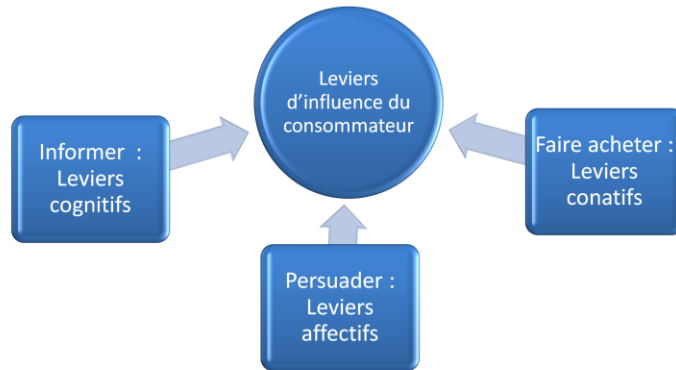 Leviers
d'influence du
consommateur
Informer :
Leviers
cognitifs
Persuader :
Leviers
affectifs
Faire acheter :
Leviers
conatifs